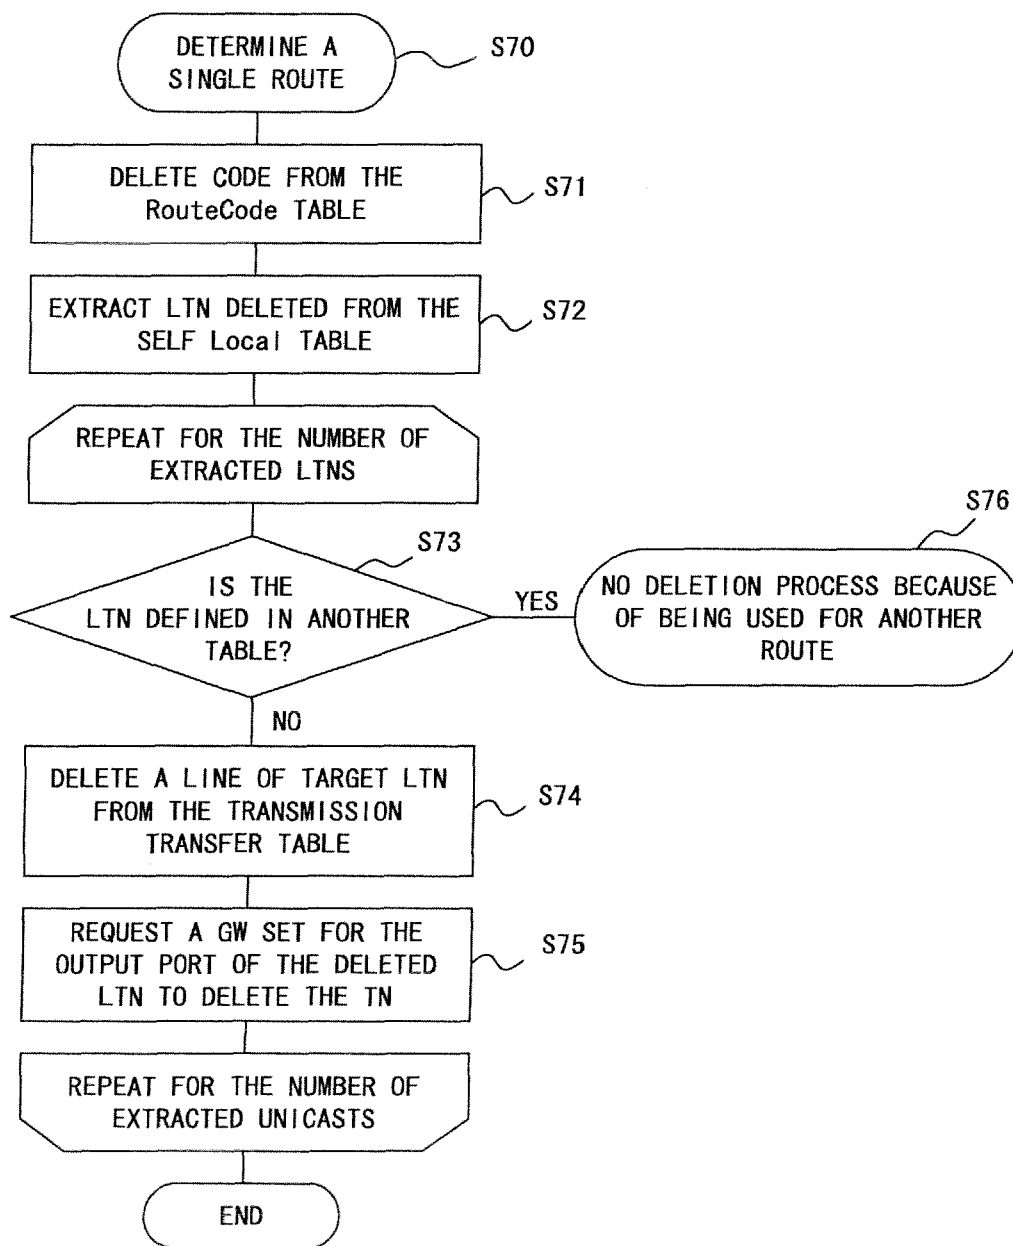 DETERMINE A
SINGLE ROUTE
S70
DELETE CODE FROM THE
RouteCode TABLE
S71
EXTRACT LTN DELETED FROM THE
SELF Local TABLE
S72
REPEAT FOR THE NUMBER OF
EXTRACTED LTNS
S73
IS THE
LTN DEFINED IN ANOTHER
TABLE?
YES
S76
NO DELETION PROCESS BECAUSE
OF BEING USED FOR ANOTHER
ROUTE
NO
DELETE A LINE OF TARGET LTN
FROM THE TRANSMISSION
TRANSFER TABLE
S74
REQUEST A GW SET FOR THE
OUTPUT PORT OF THE DELETED
LTN TO DELETE THE TN
S75
REPEAT FOR THE NUMBER OF
EXTRACTED UNICASTS
END